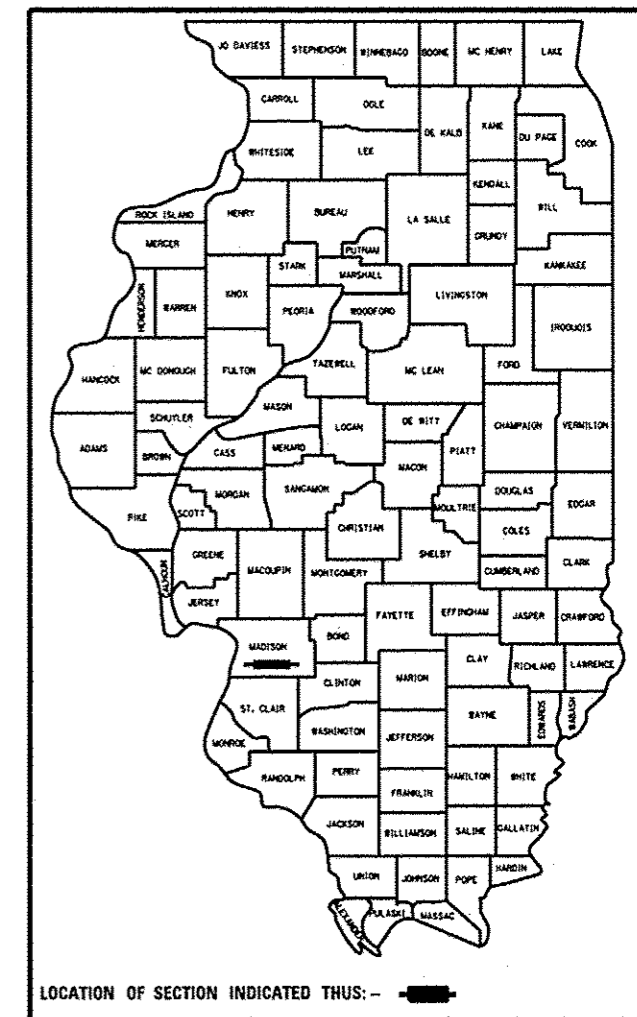 JO DAVIESS STEPHENSON WINNEBAGO BOONE MC HENRY LAKE
CARROLL OGLE DE KALB KANE DU PAGE COOK
WHITESIDE LEE
KENDALL WILL
ROCK ISLAND HENRY BUREAU LA SALLE GRUNDY
MERCER PUTNAM KANKAKEE
STARK MARSHALL
HENDERSON WARREN KNOX PEORIA WOODFORD LIVINGSTON IROQUOIS
HANCOCK MC DONOUGH FULTON TAZEWELL MC LEAN FORD
SCHUYLER MASON LOGAN DE WITT CHAMPAIGN VERMILION
ADAMS BROWN CASS MENARD MACON PIATT
PIKE SCOTT MORGAN SANGAMON CHRISTIAN MOULTRIE DOUGLAS EDGAR
COLES
CALHOUN GREENE MACOUPIN MONTGOMERY SHELBY CUMBERLAND CLARK
JERSEY FAYETTE EFFINGHAM JASPER CRAWFORD
MADISON BOND CLAY RICHLAND LAWRENCE
CLINTON MARION
ST. CLAIR WAYNE EDWARDS WABASH
MONROE WASHINGTON JEFFERSON
RANDOLPH PERRY HAMILTON WHITE
FRANKLIN
JACKSON WILLIAMSON SALINE GALLATIN
UNION JOHNSON POPE HARDIN
ALEXANDER PULASKI MASSAC
LOCATION OF SECTION INDICATED THUS: –